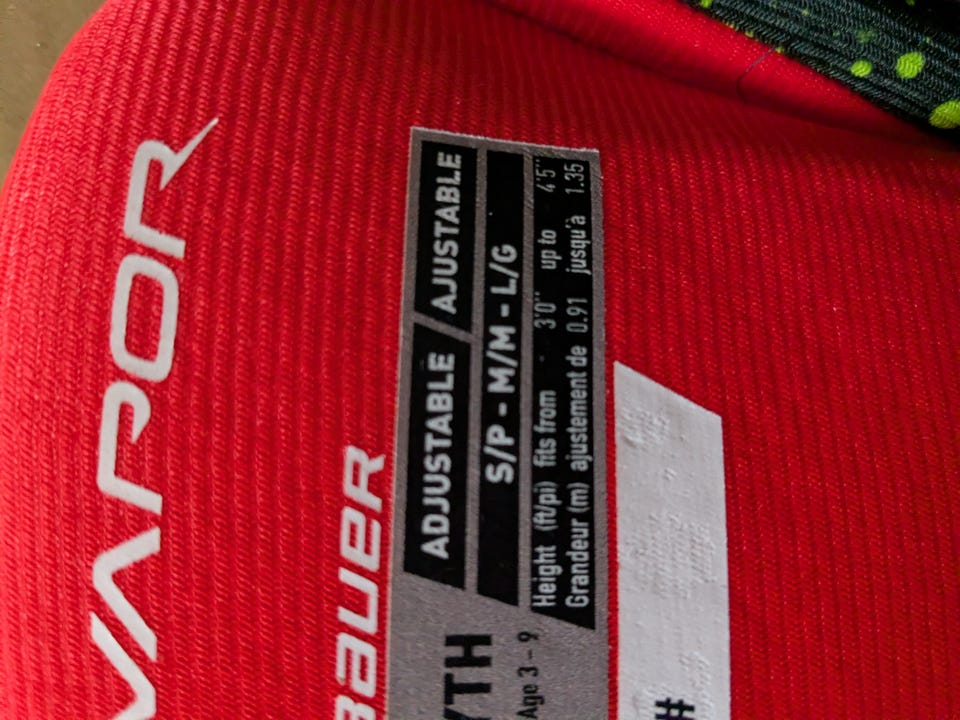 VAPOR
BAUER
YTH
Age 3 - 9
ADJUSTABLE
AJUSTABLE
S/P - M/M - L/G
Height (ft/pi) fits from 3'0" up to 4'5"
Grandeur (m) ajustement de 0.91 jusqu'à 1.35
#